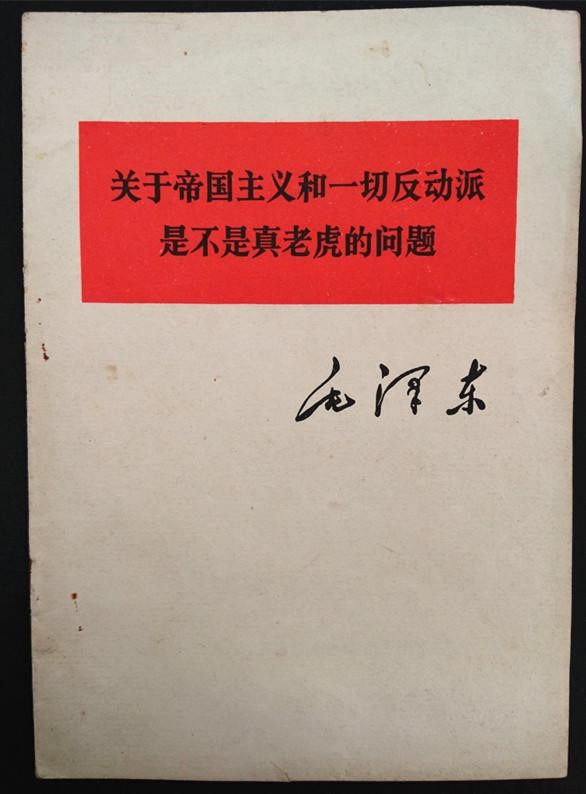 关于帝国主义和一切反动派
是不是真老虎的问题
毛泽东